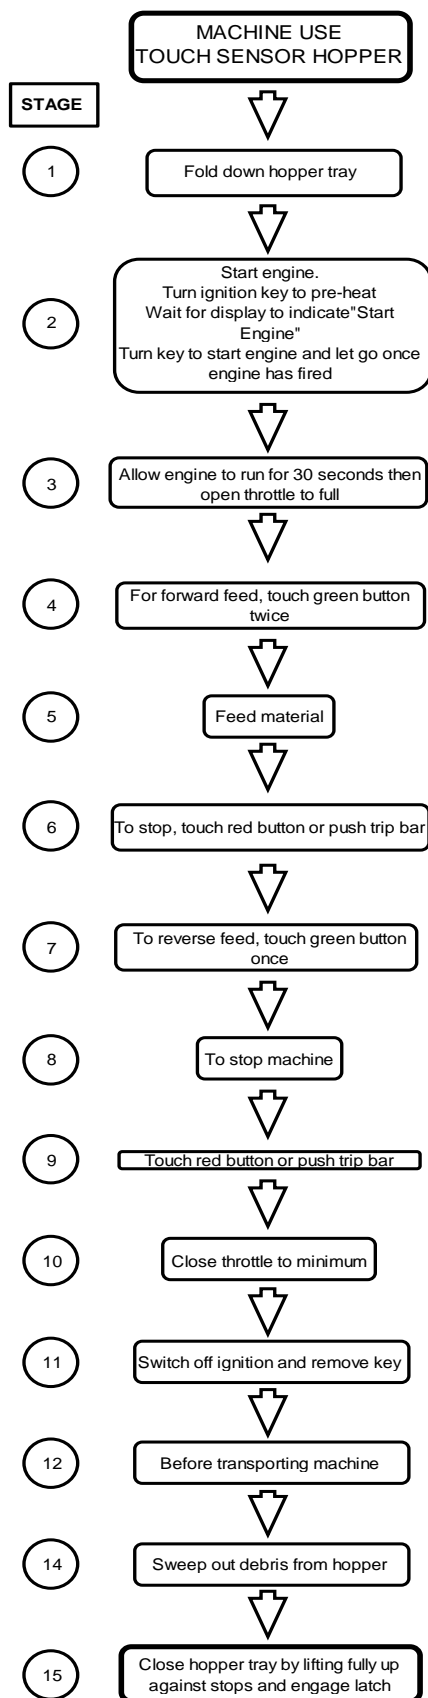 MACHINE USE
TOUCH SENSOR HOPPER
STAGE
1
Fold down hopper tray
2
Start engine.
Turn ignition key to pre-heat
Wait for display to indicate"Start
Engine"
Turn key to start engine and let go once
engine has fired
3
Allow engine to run for 30 seconds then
open throttle to full
4
For forward feed, touch green button
twice
5
Feed material
6
To stop, touch red button or push trip bar
7
To reverse feed, touch green button
once
8
To stop machine
9
Touch red button or push trip bar
10
Close throttle to minimum
11
Switch off ignition and remove key
12
Before transporting machine
14
Sweep out debris from hopper
15
Close hopper tray by lifting fully up
against stops and engage latch